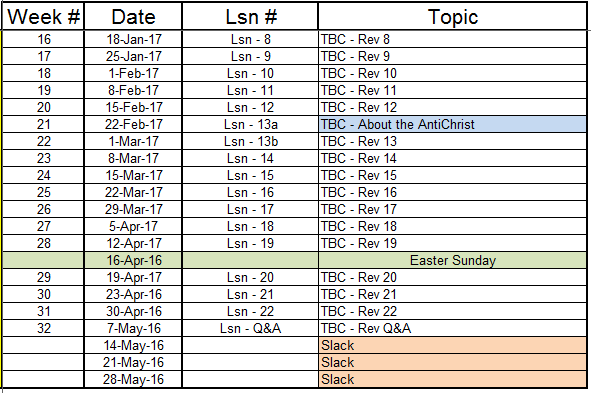 Week # Date Lsn # Topic
16 18-Jan-17 Lsn - 8 TBC - Rev 8
17 25-Jan-17 Lsn - 9 TBC - Rev 9
18 1-Feb-17 Lsn - 10 TBC - Rev 10
19 8-Feb-17 Lsn - 11 TBC - Rev 11
20 15-Feb-17 Lsn - 12 TBC - Rev 12
21 22-Feb-17 Lsn - 13a TBC - About the AntiChrist
22 1-Mar-17 Lsn - 13b TBC - Rev 13
23 8-Mar-17 Lsn - 14 TBC - Rev 14
24 15-Mar-17 Lsn - 15 TBC - Rev 15
25 22-Mar-17 Lsn - 16 TBC - Rev 16
26 29-Mar-17 Lsn - 17 TBC - Rev 17
27 5-Apr-17 Lsn - 18 TBC - Rev 18
28 12-Apr-17 Lsn - 19 TBC - Rev 19
16-Apr-16 Easter Sunday
29 19-Apr-17 Lsn - 20 TBC - Rev 20
30 23-Apr-16 Lsn - 21 TBC - Rev 21
31 30-Apr-16 Lsn - 22 TBC - Rev 22
32 7-May-16 Lsn - Q&A TBC - Rev Q&A
14-May-16 Slack
21-May-16 Slack
28-May-16 Slack